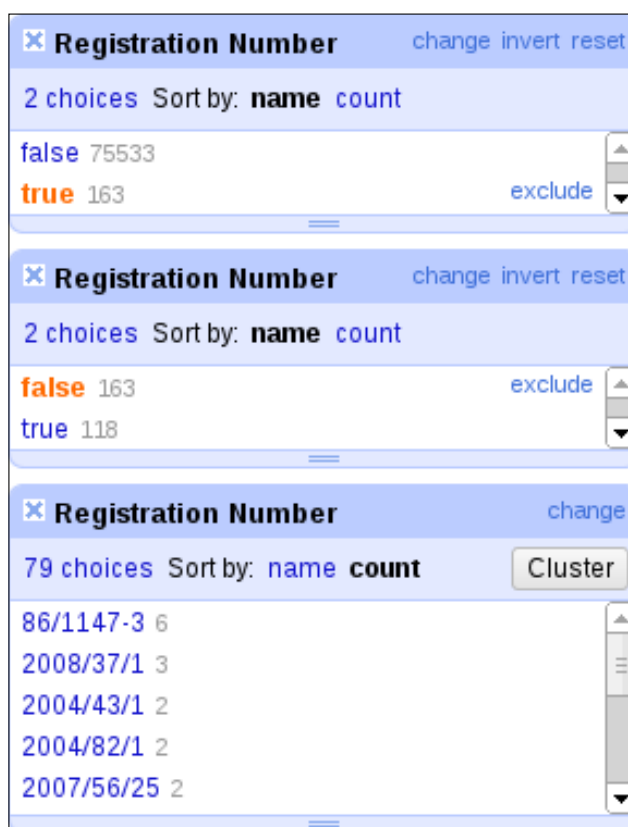 Registration Number change invert reset
2 choices Sort by: name count
false 75533
true 163 exclude
Registration Number change invert reset
2 choices Sort by: name count
false 163 exclude
true 118
Registration Number change
79 choices Sort by: name count Cluster
86/1147-3 6
2008/37/1 3
2004/43/1 2
2004/82/1 2
2007/56/25 2